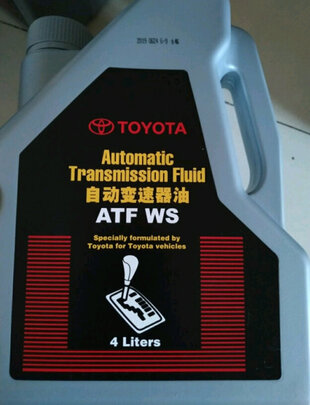 TOYOTA
Automatic
Transmission Fluid
自动变速器油
ATF WS
Specially formulated by
Toyota for Toyota vehicles
4 Liters